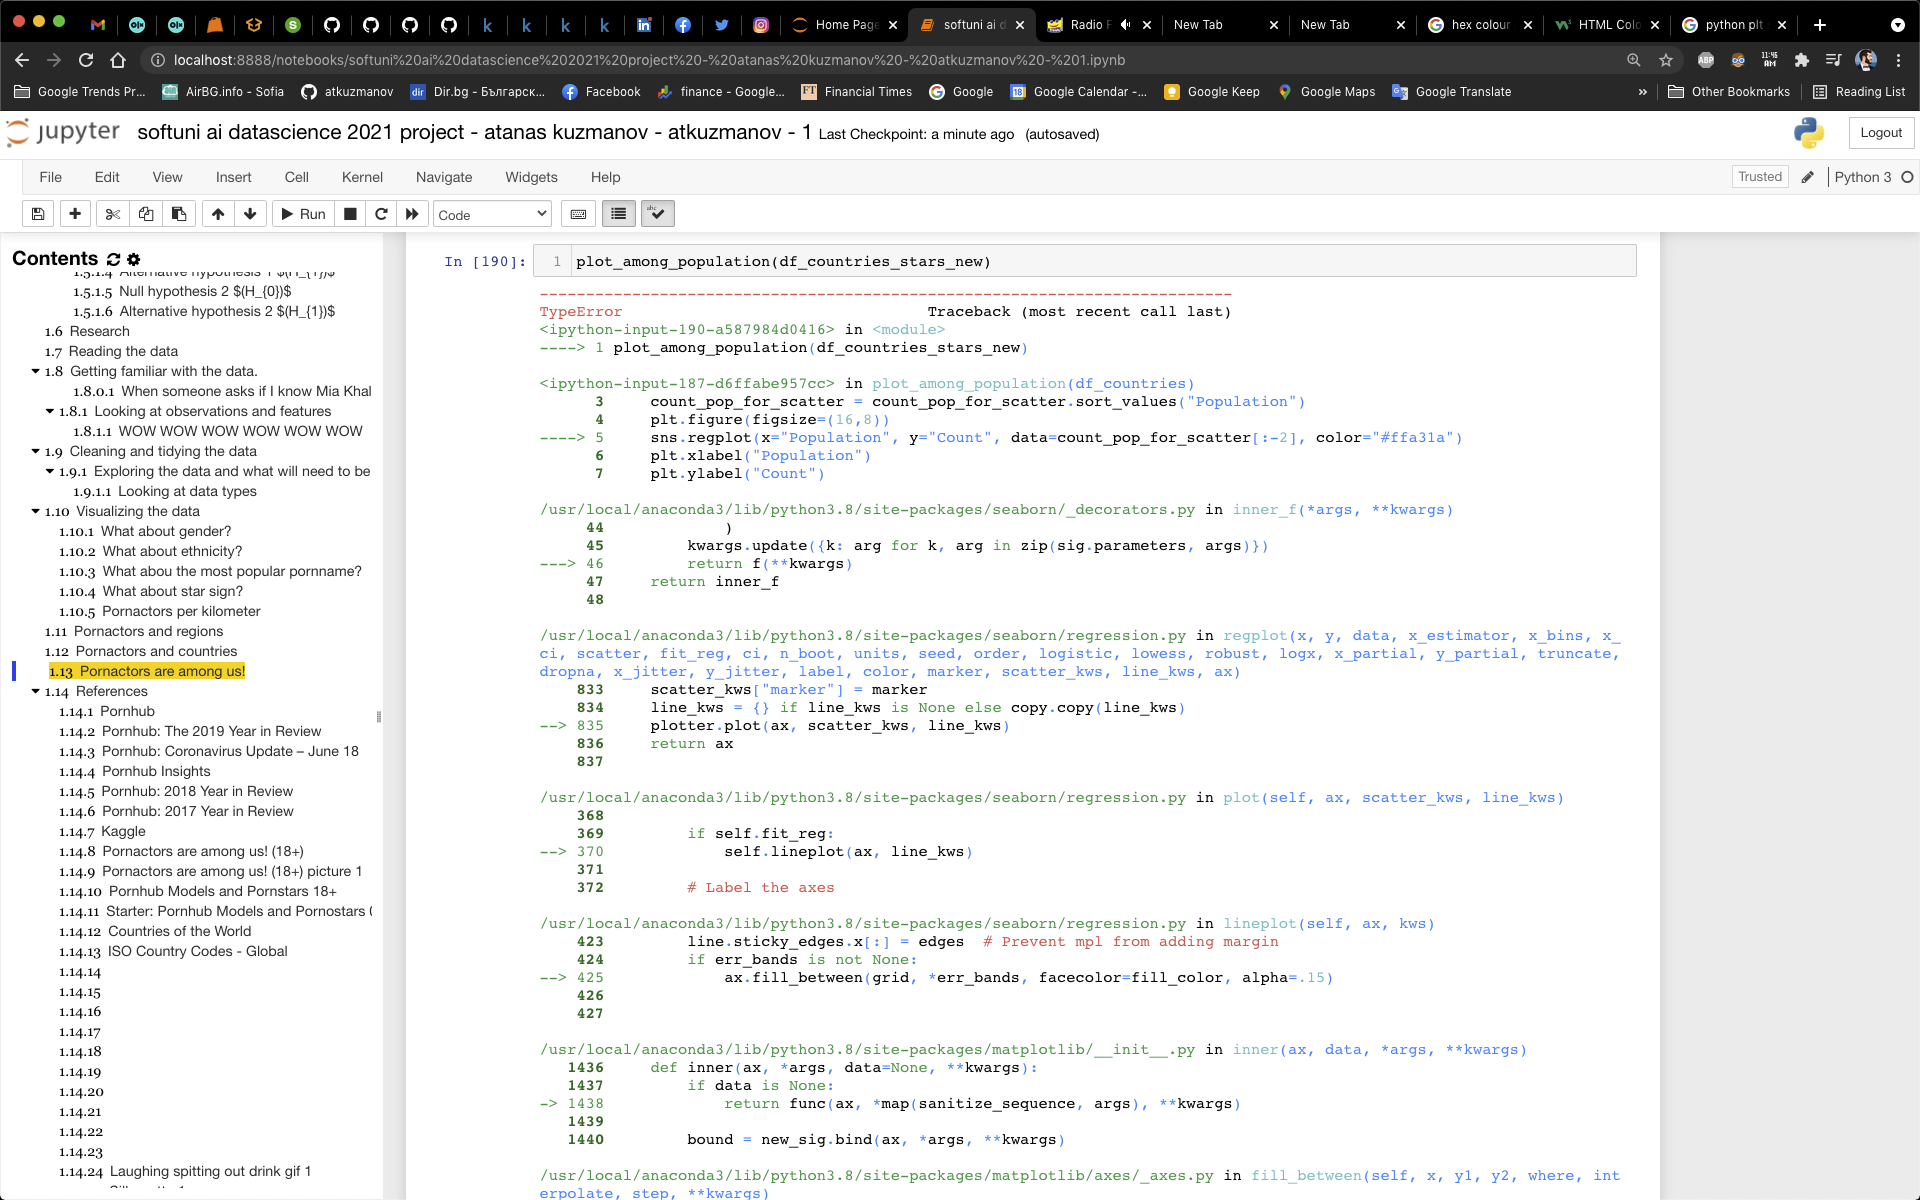 Home Page
softuni ai d
Radio F
New Tab
New Tab
hex colour
HTML Colo
python plt
localhost:8888/notebooks/softuni%20ai%20datascience%202021%20project%20-%20atanas%20kuzmanov%20-%20atkuzmanov%20-%201.ipynb
ABP
11:46 AM
Google Trends Pr...
AirBG.info - Sofia
atkuzmanov
dir
Dir.bg - Българск...
Facebook
finance - Google...
FT
Financial Times
Google
18
Google Calendar -...
Google Keep
Google Maps
Google Translate
»
Other Bookmarks
Reading List
jupyter softuni ai datascience 2021 project - atanas kuzmanov - atkuzmanov - 1 Last Checkpoint: a minute ago (autosaved)
Logout
File Edit View Insert Cell Kernel Navigate Widgets Help
Trusted
Python 3
Run
Code
Contents
1.5.1.4 Alternative hypothesis 1 $(H_{1})$
1.5.1.5 Null hypothesis 2 $(H_{0})$
1.5.1.6 Alternative hypothesis 2 $(H_{1})$
1.6 Research
1.7 Reading the data
1.8 Getting familiar with the data.
1.8.0.1 When someone asks if I know Mia Khal
1.8.1 Looking at observations and features
1.8.1.1 WOW WOW WOW WOW WOW WOW
1.9 Cleaning and tidying the data
1.9.1 Exploring the data and what will need to be
1.9.1.1 Looking at data types
1.10 Visualizing the data
1.10.1 What about gender?
1.10.2 What about ethnicity?
1.10.3 What abou the most popular pornname?
1.10.4 What about star sign?
1.10.5 Pornactors per kilometer
1.11 Pornactors and regions
1.12 Pornactors and countries
1.13 Pornactors are among us!
1.14 References
1.14.1 Pornhub
1.14.2 Pornhub: The 2019 Year in Review
1.14.3 Pornhub: Coronavirus Update – June 18
1.14.4 Pornhub Insights
1.14.5 Pornhub: 2018 Year in Review
1.14.6 Pornhub: 2017 Year in Review
1.14.7 Kaggle
1.14.8 Pornactors are among us! (18+)
1.14.9 Pornactors are among us! (18+) picture 1
1.14.10 Pornhub Models and Pornstars 18+
1.14.11 Starter: Pornhub Models and Pornostars (
1.14.12 Countries of the World
1.14.13 ISO Country Codes - Global
1.14.14
1.14.15
1.14.16
1.14.17
1.14.18
1.14.19
1.14.20
1.14.21
1.14.22
1.14.23
1.14.24 Laughing spitting out drink gif 1
In [190]:
1 plot_among_population(df_countries_stars_new)
---------------------------------------------------------------------------
TypeError Traceback (most recent call last)
<ipython-input-190-a587984d0416> in <module>
----> 1 plot_among_population(df_countries_stars_new)
<ipython-input-187-d6ffabe957cc> in plot_among_population(df_countries)
3 count_pop_for_scatter = count_pop_for_scatter.sort_values("Population")
4 plt.figure(figsize=(16,8))
----> 5 sns.regplot(x="Population", y="Count", data=count_pop_for_scatter[:-2], color="#ffa31a")
6 plt.xlabel("Population")
7 plt.ylabel("Count")
/usr/local/anaconda3/lib/python3.8/site-packages/seaborn/_decorators.py in inner_f(*args, **kwargs)
44 )
45 kwargs.update({k: arg for k, arg in zip(sig.parameters, args)})
---> 46 return f(**kwargs)
47 return inner_f
48
/usr/local/anaconda3/lib/python3.8/site-packages/seaborn/regression.py in regplot(x, y, data, x_estimator, x_bins, x_
ci, scatter, fit_reg, ci, n_boot, units, seed, order, logistic, lowess, robust, logx, x_partial, y_partial, truncate,
dropna, x_jitter, y_jitter, label, color, marker, scatter_kws, line_kws, ax)
833 scatter_kws["marker"] = marker
834 line_kws = {} if line_kws is None else copy.copy(line_kws)
--> 835 plotter.plot(ax, scatter_kws, line_kws)
836 return ax
837
/usr/local/anaconda3/lib/python3.8/site-packages/seaborn/regression.py in plot(self, ax, scatter_kws, line_kws)
368
369 if self.fit_reg:
--> 370 self.lineplot(ax, line_kws)
371
372 # Label the axes
/usr/local/anaconda3/lib/python3.8/site-packages/seaborn/regression.py in lineplot(self, ax, kws)
423 line.sticky_edges.x[:] = edges # Prevent mpl from adding margin
424 if err_bands is not None:
--> 425 ax.fill_between(grid, *err_bands, facecolor=fill_color, alpha=.15)
426
427
/usr/local/anaconda3/lib/python3.8/site-packages/matplotlib/__init__.py in inner(ax, data, *args, **kwargs)
1436 def inner(ax, *args, data=None, **kwargs):
1437 if data is None:
-> 1438 return func(ax, *map(sanitize_sequence, args), **kwargs)
1439
1440 bound = new_sig.bind(ax, *args, **kwargs)
/usr/local/anaconda3/lib/python3.8/site-packages/matplotlib/axes/_axes.py in fill_between(self, x, y1, y2, where, int
erpolate, step, **kwargs)